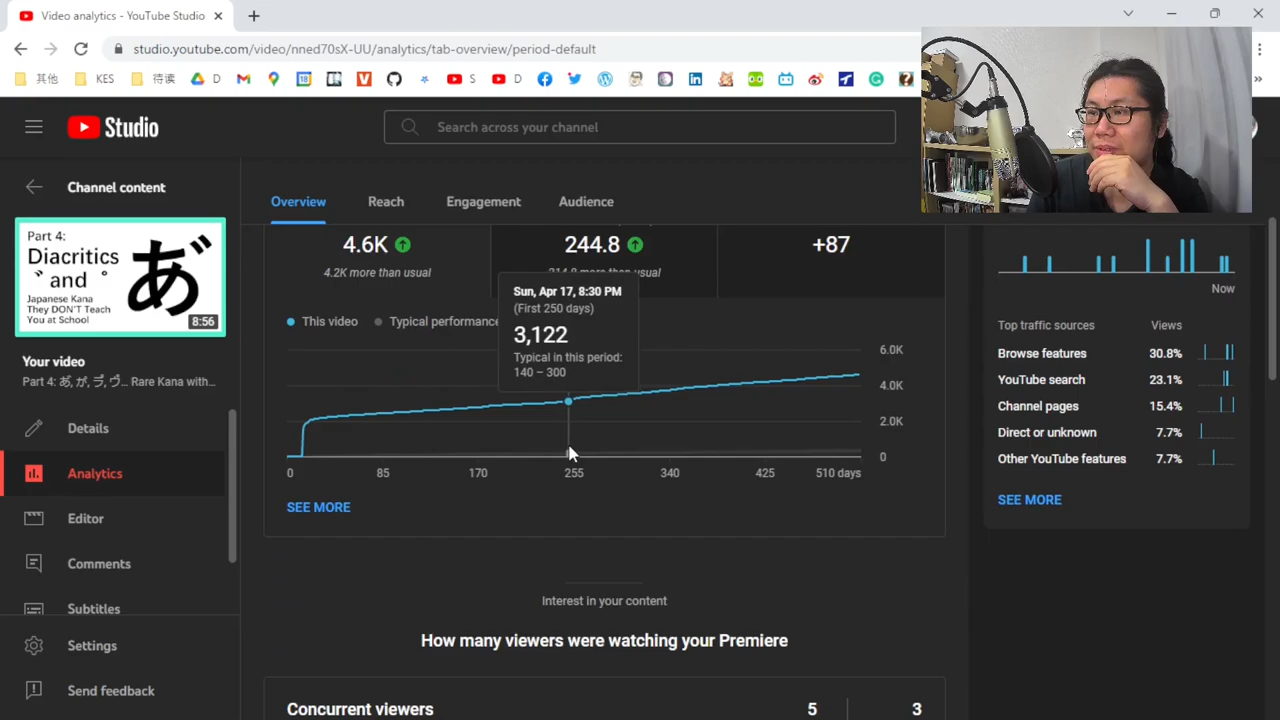 Video analytics - YouTube Studio
studio.youtube.com/video/nned70sX-UU/analytics/tab-overview/period-default
其他
KES
待读
D
S
D
Studio
Search across your channel
Channel content
Part 4:
Diacritics
゛ and ゜
あ゛
Japanese Kana
They DON'T Teach
You at School
8:56
Your video
Part 4: あ゙, か゚, ラ゚, ヴ... Rare Kana with...
Details
Analytics
Editor
Comments
Subtitles
Settings
Send feedback
Overview
Reach
Engagement
Audience
4.6K
4.2K more than usual
244.8
more than usual
+87
This video
Typical performance
Sun, Apr 17, 8:30 PM
(First 250 days)
3,122
Typical in this period:
140 – 300
6.0K
4.0K
2.0K
0
0
85
170
255
340
425
510 days
SEE MORE
Interest in your content
How many viewers were watching your Premiere
Concurrent viewers
5
3
Now
Top traffic sources
Views
Browse features
30.8%
YouTube search
23.1%
Channel pages
15.4%
Direct or unknown
7.7%
Other YouTube features
7.7%
SEE MORE